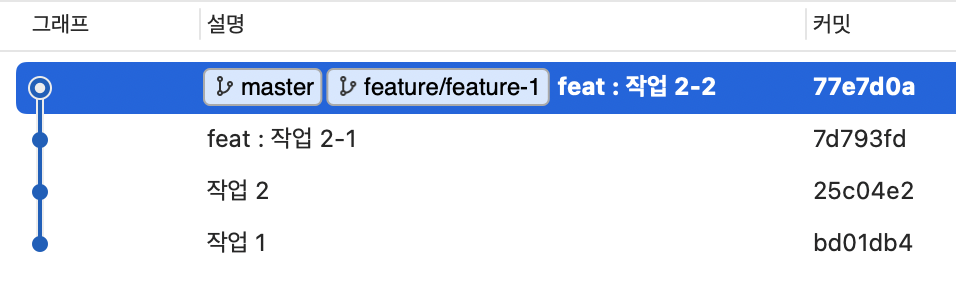 그래프 설명 커밋
master feature/feature-1 feat : 작업 2-2 77e7d0a
feat : 작업 2-1 7d793fd
작업 2 25c04e2
작업 1 bd01db4